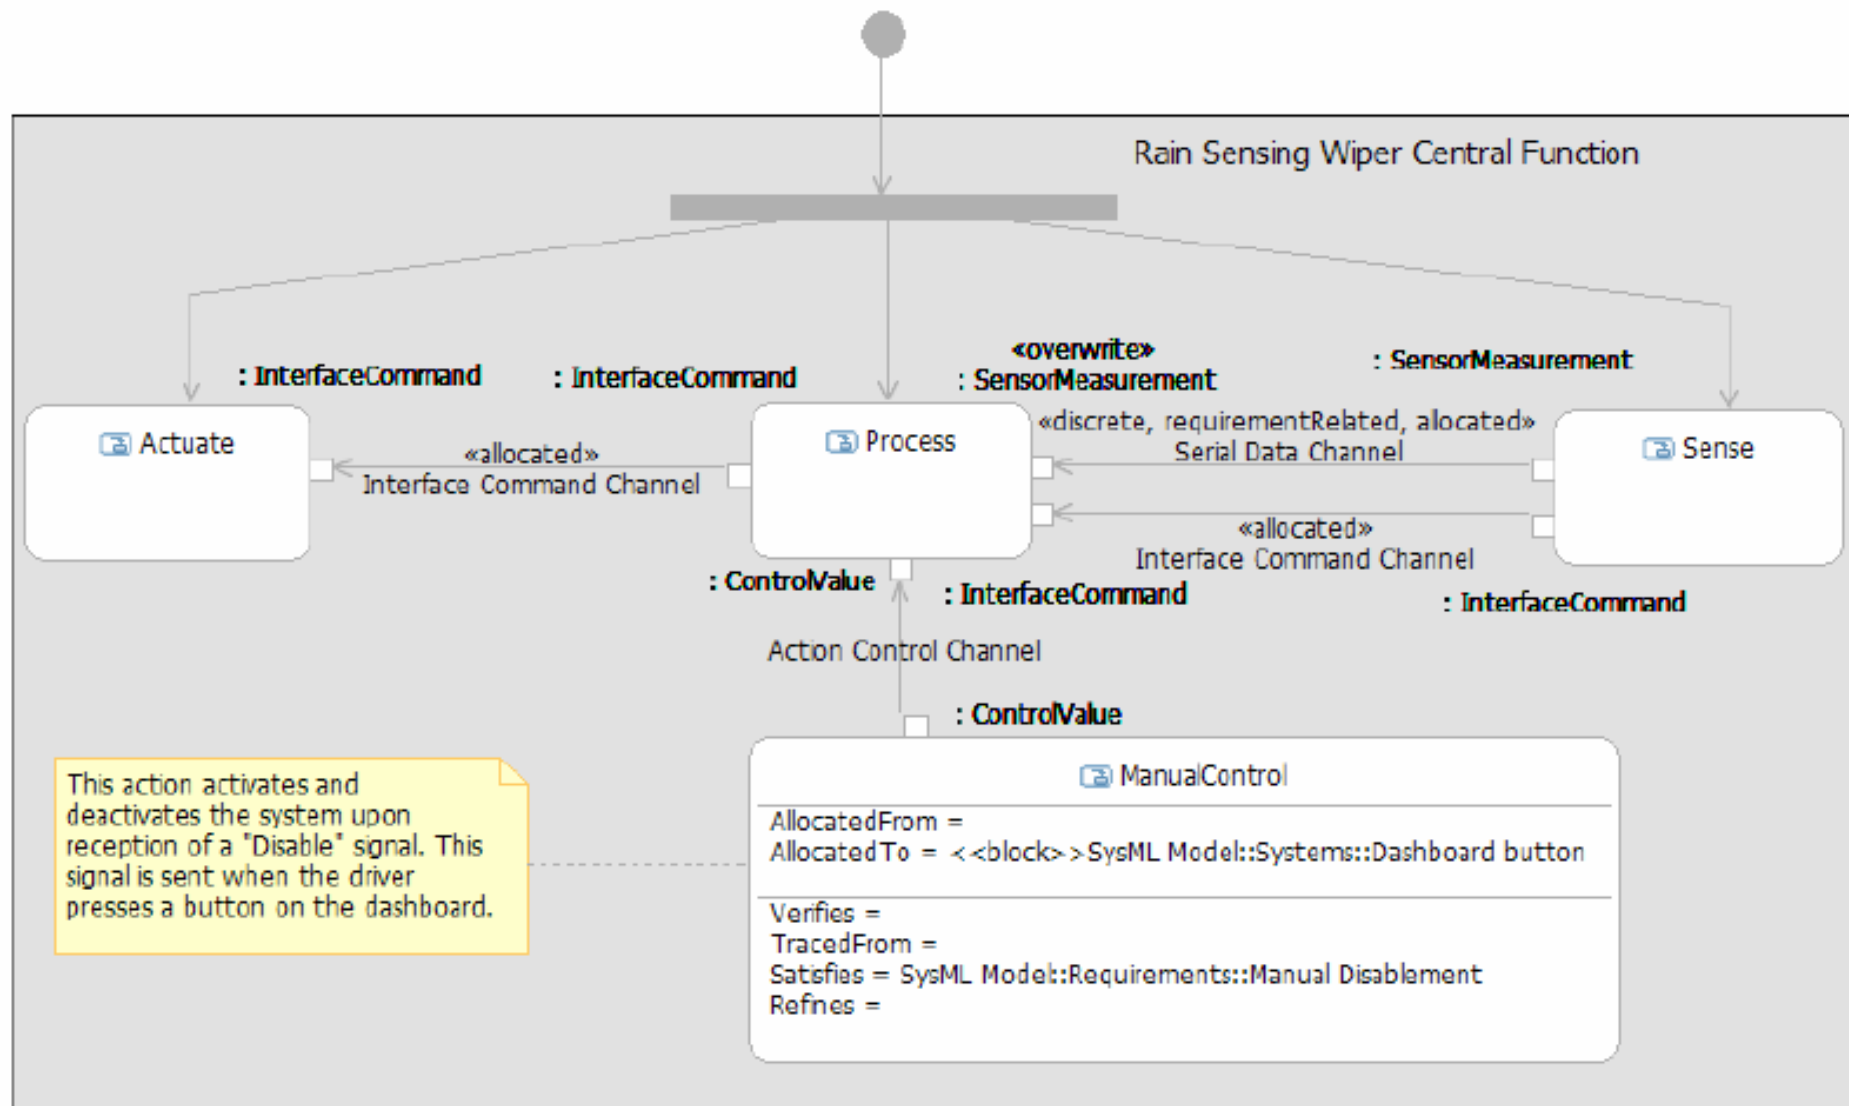 Rain Sensing Wiper Central Function
«overwrite»
: InterfaceCommand
: InterfaceCommand
: SensorMeasurement
: SensorMeasurement
Actuate
Process
Sense
«discrete, requirementRelated, allocated»
Serial Data Channel
«allocated»
Interface Command Channel
«allocated»
Interface Command Channel
: ControlValue
: InterfaceCommand
: InterfaceCommand
Action Control Channel
: ControlValue
This action activates and
deactivates the system upon
reception of a "Disable" signal. This
signal is sent when the driver
presses a button on the dashboard.
ManualControl
AllocatedFrom =
AllocatedTo = <<block>>SysML Model::Systems::Dashboard button
Verifies =
TracedFrom =
Satisfies = SysML Model::Requirements::Manual Disablement
Refines =